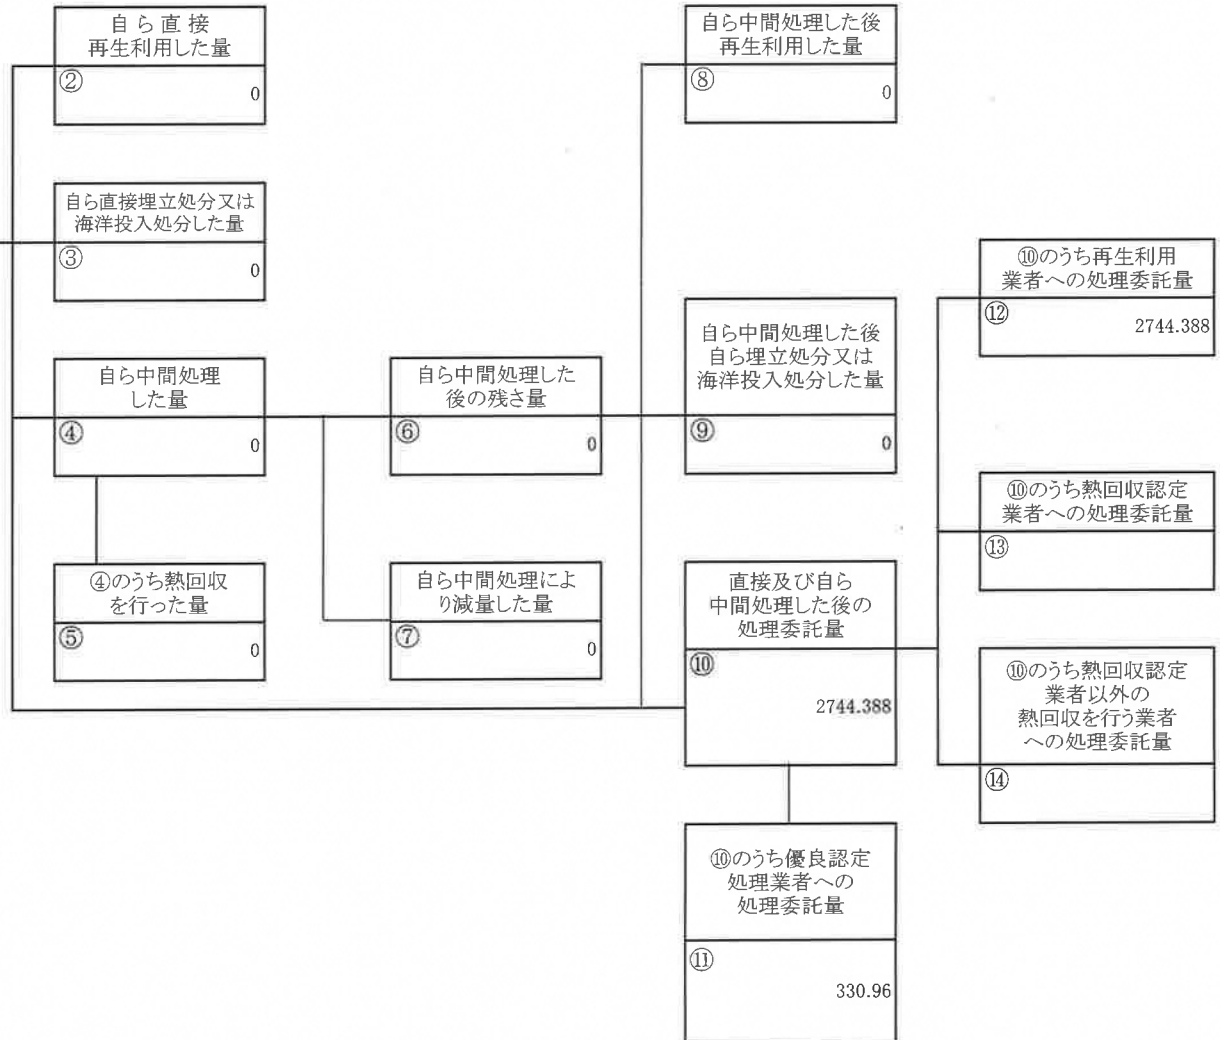 自ら直接
再生利用した量
②
0
自ら直接埋立処分又は
海洋投入処分した量
③
0
自ら中間処理
した量
④
0
④のうち熱回収
を行った量
⑤
0
自ら中間処理した
後の残さ量
⑥
0
自ら中間処理によ
り減量した量
⑦
0
自ら中間処理した後
再生利用した量
⑧
0
自ら中間処理した後
自ら埋立処分又は
海洋投入処分した量
⑨
0
直接及び自ら
中間処理した後の
処理委託量
⑩
2744.388
⑩のうち優良認定
処理業者への
処理委託量
⑪
330.96
⑩のうち再生利用
業者への処理委託量
⑫
2744.388
⑩のうち熱回収認定
業者への処理委託量
⑬
⑩のうち熱回収認定
業者以外の
熱回収を行う業者
への処理委託量
⑭